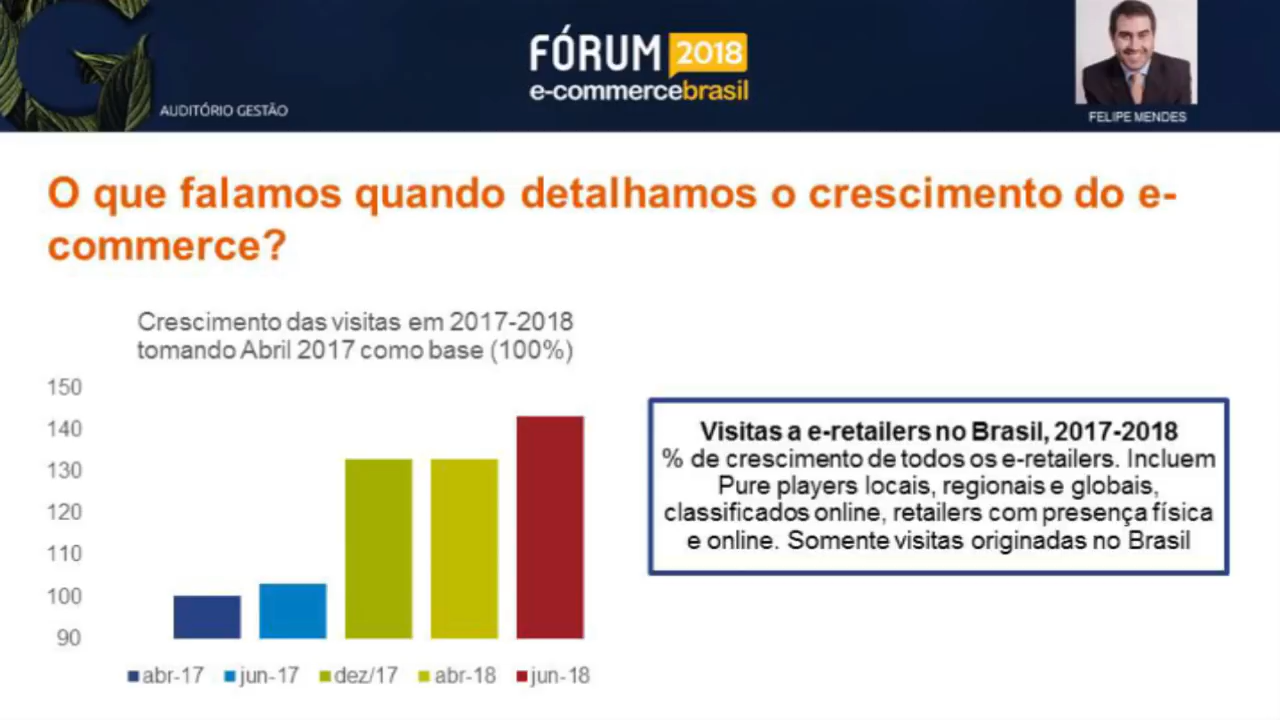 AUDITÓRIO GESTÃO
FÓRUM 2018
e-commercebrasil
FELIPE MENDES
O que falamos quando detalhamos o crescimento do e-
commerce?
Crescimento das visitas em 2017-2018
tomando Abril 2017 como base (100%)
150
140
130
120
110
100
90
abr-17 jun-17 dez/17 abr-18 jun-18
Visitas a e-retailers no Brasil, 2017-2018
% de crescimento de todos os e-retailers. Incluem
Pure players locais, regionais e globais,
classificados online, retailers com presença física
e online. Somente visitas originadas no Brasil